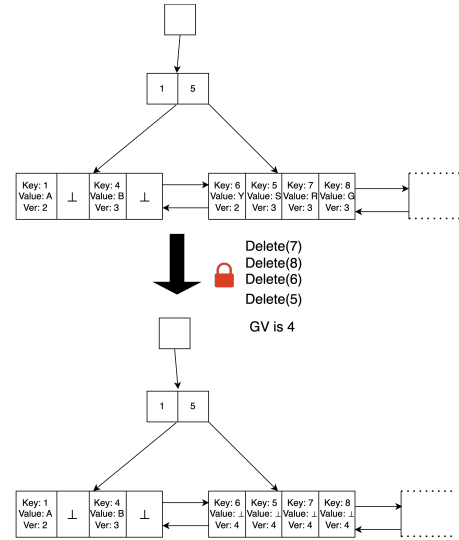 1 5
Key: 1 Key: 4 Key: 6 Key: 5 Key: 7 Key: 8
Value: A ⊥ Value: B ⊥ Value: Y Value: S Value: R Value: G
Ver: 2 Ver: 3 Ver: 2 Ver: 3 Ver: 3 Ver: 3
Delete(7)
Delete(8)
Delete(6)
Delete(5)
GV is 4
1 5
Key: 1 Key: 4 Key: 6 Key: 5 Key: 7 Key: 8
Value: A ⊥ Value: B ⊥ Value: ⊥ Value: ⊥ Value: ⊥ Value: ⊥
Ver: 2 Ver: 3 Ver: 4 Ver: 4 Ver: 4 Ver: 4